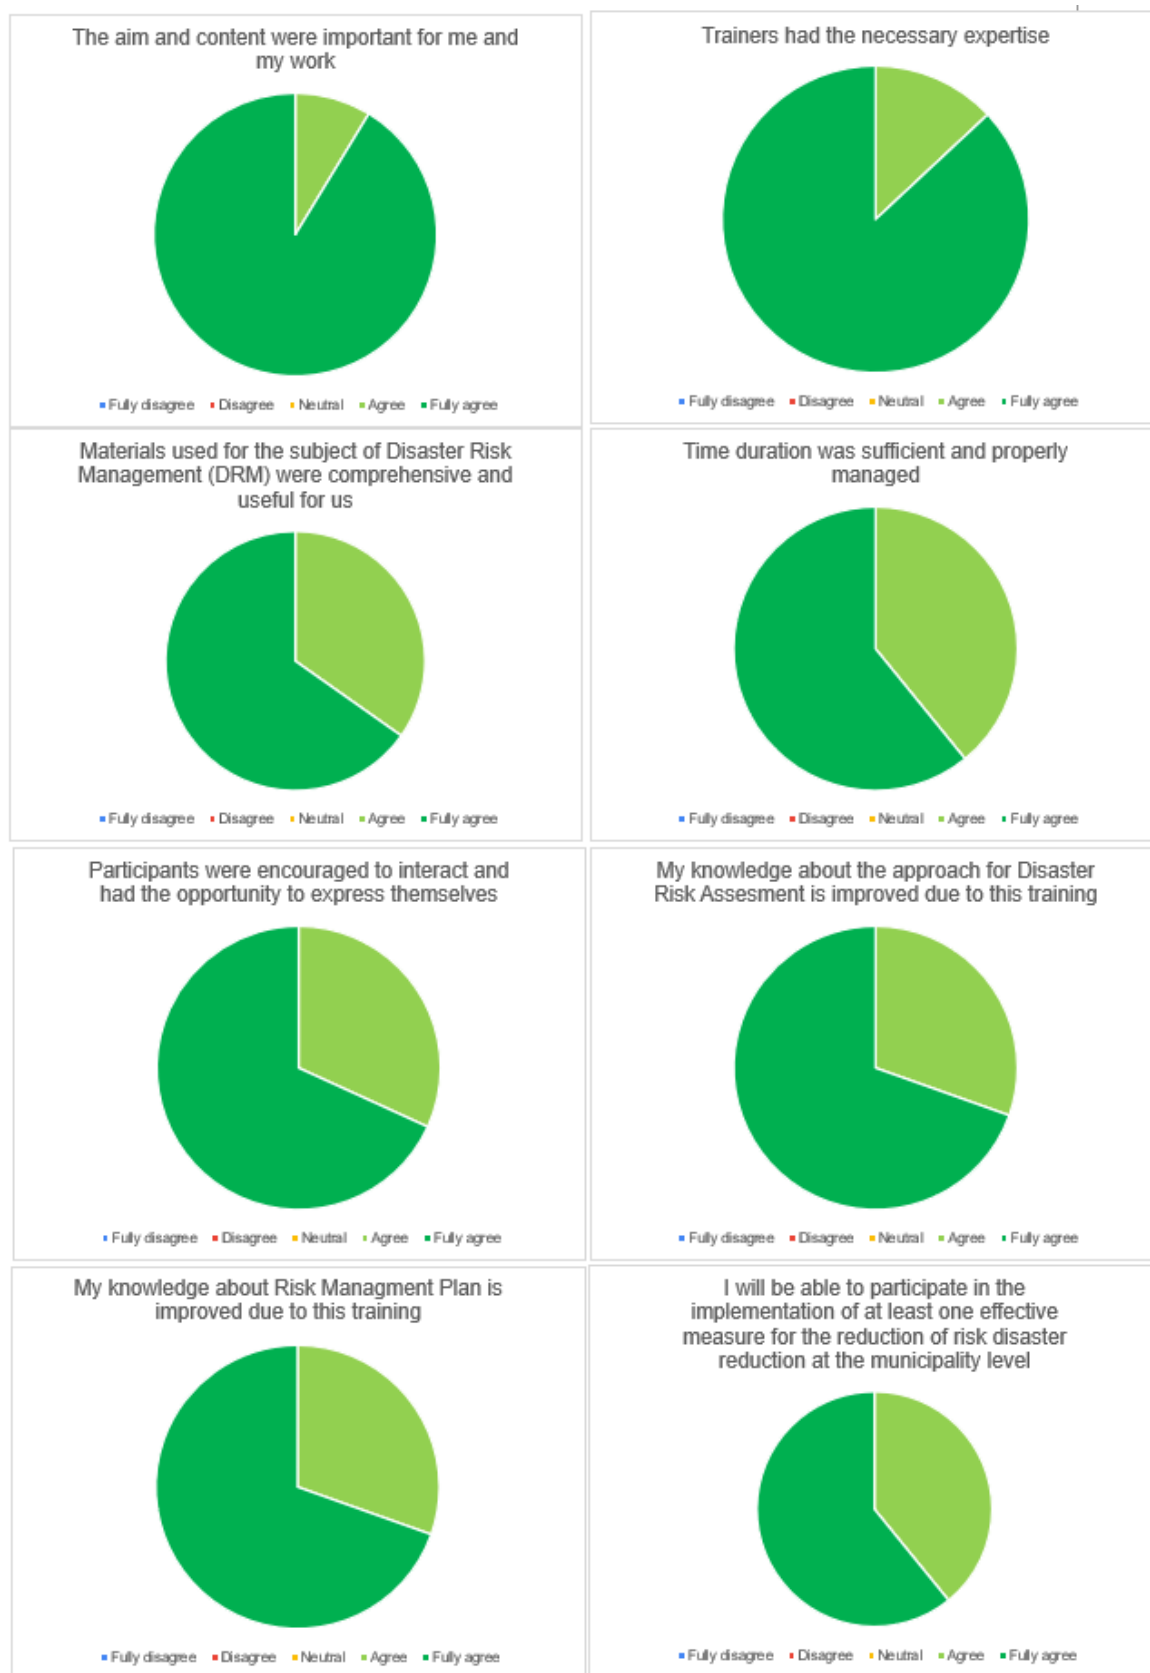 The aim and content were important for me and
my work
Fully disagree Disagree Neutral Agree Fully agree
Trainers had the necessary expertise
Fully disagree Disagree Neutral Agree Fully agree
Materials used for the subject of Disaster Risk
Management (DRM) were comprehensive and
useful for us
Fully disagree Disagree Neutral Agree Fully agree
Time duration was sufficient and properly
managed
Fully disagree Disagree Neutral Agree Fully agree
Participants were encouraged to interact and
had the opportunity to express themselves
Fully disagree Disagree Neutral Agree Fully agree
My knowledge about the approach for Disaster
Risk Assesment is improved due to this training
Fully disagree Disagree Neutral Agree Fully agree
My knowledge about Risk Managment Plan is
improved due to this training
Fully disagree Disagree Neutral Agree Fully agree
I will be able to participate in the
implementation of at least one effective
measure for the reduction of risk disaster
reduction at the municipality level
Fully disagree Disagree Neutral Agree Fully agree